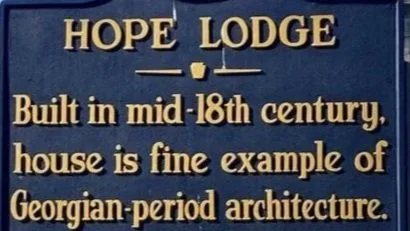 HOPE LODGE
Built in mid-18th century,
house is fine example of
Georgian-period architecture.